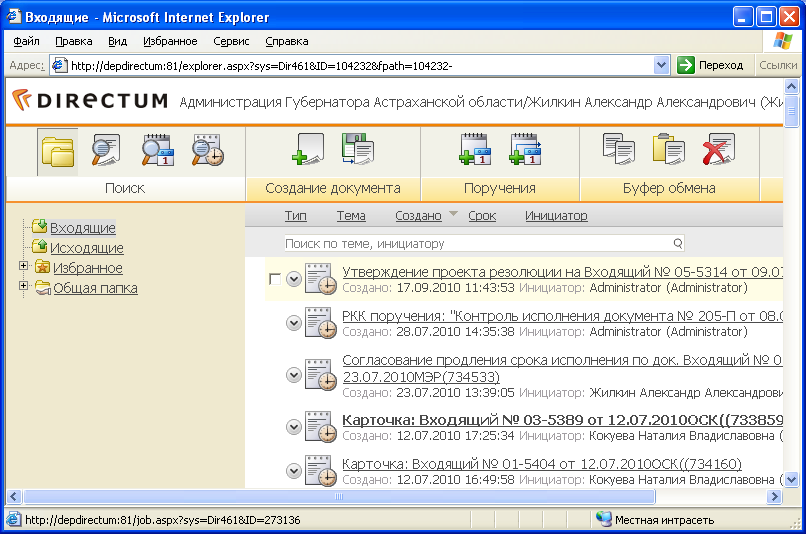 Входящие - Microsoft Internet Explorer
Файл Правка Вид Избранное Сервис Справка
Адрес: http://depdirectum:81/explorer.aspx?sys=Dir461&ID=104232&fpath=104232- Переход Ссылки
DIRECTUM Администрация Губернатора Астраханской области/Жилкин Александр Александрович (Жи
Поиск Создание документа Поручения Буфер обмена
Тип Тема Создано Срок Инициатор
Поиск по теме, инициатору
Входящие
Исходящие
Избранное
Общая папка
Утверждение проекта резолюции на Входящий № 05-5314 от 09.07
Создано: 17.09.2010 11:43:53 Инициатор: Administrator (Administrator)
РКК поручения: "Контроль исполнения документа № 205-П от 08.0
Создано: 28.07.2010 14:35:38 Инициатор: Administrator (Administrator)
Согласование продления срока исполнения по док. Входящий № 0
23.07.2010МЭР(734533)
Создано: 23.07.2010 13:39:05 Инициатор: Жилкин Александр Александрови
Карточка: Входящий № 03-5389 от 12.07.2010ОСК((733859
Создано: 12.07.2010 17:25:34 Инициатор: Кокуева Наталия Владиславовна (
Карточка: Входящий № 01-5404 от 12.07.2010ОСК((734160)
Создано: 12.07.2010 16:49:58 Инициатор: Кокуева Наталия Владиславовна (
http://depdirectum:81/job.aspx?sys=Dir461&ID=273136 Местная интрасеть